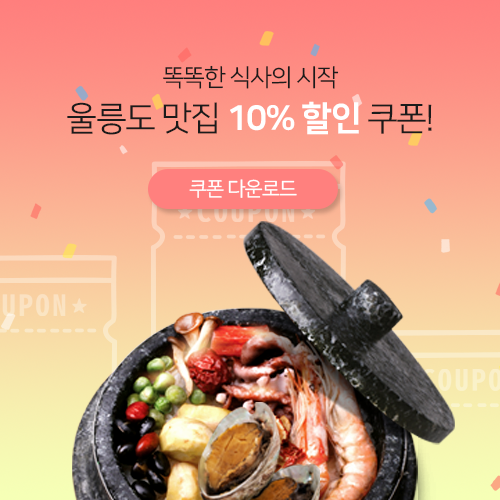 똑똑한 식사의 시작
울릉도 맛집 10% 할인 쿠폰!
쿠폰 다운로드
★COUPON★
OUPON★
COUPO